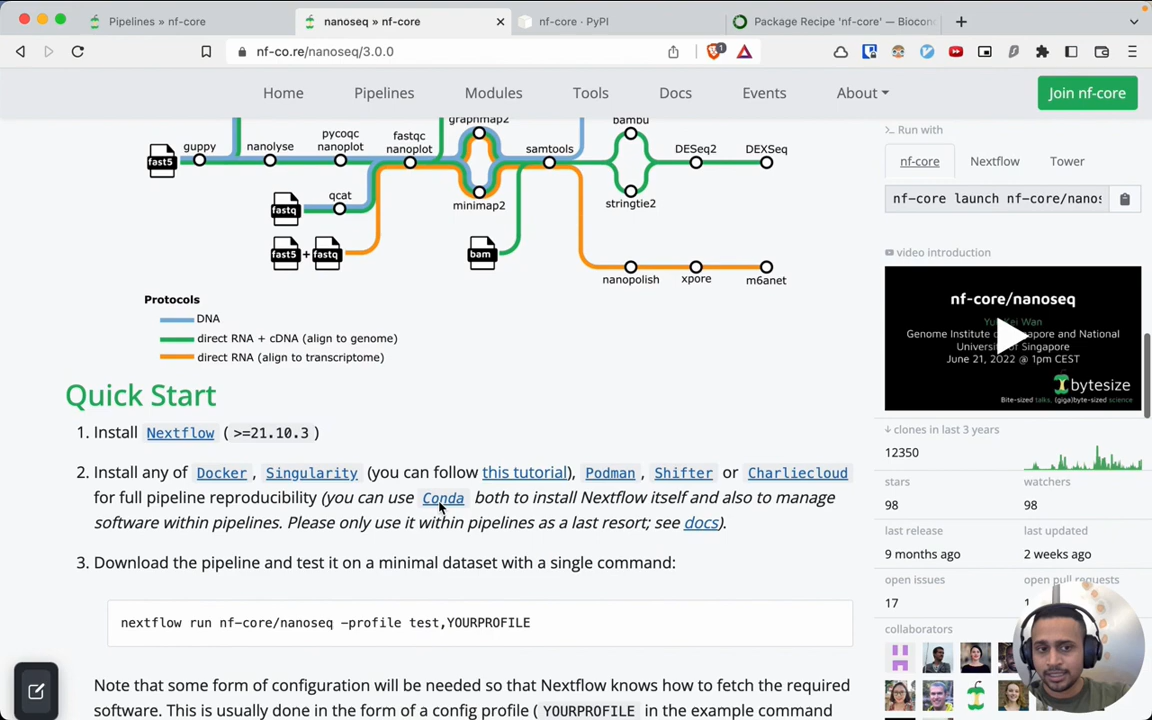 Pipelines » nf-core
nanoseq » nf-core
nf-core · PyPI
Package Recipe 'nf-core' — Biocon
nf-co.re/nanoseq/3.0.0
1
Home
Pipelines
Modules
Tools
Docs
Events
About
Join nf-core
fast5
guppy
nanolyse
pycoqc
nanoplot
fastqc
nanoplot
graphmap2
minimap2
samtools
bambu
stringtie2
DESeq2
DEXSeq
fastq
qcat
fast5
+
fastq
bam
nanopolish
xpore
m6anet
Protocols
DNA
direct RNA + cDNA (align to genome)
direct RNA (align to transcriptome)
Quick Start
1. Install Nextflow ( >=21.10.3 )
2. Install any of Docker , Singularity (you can follow this tutorial), Podman , Shifter or Charliecloud
for full pipeline reproducibility (you can use Conda both to install Nextflow itself and also to manage
software within pipelines. Please only use it within pipelines as a last resort; see docs).
3. Download the pipeline and test it on a minimal dataset with a single command:
nextflow run nf-core/nanoseq -profile test,YOURPROFILE
Note that some form of configuration will be needed so that Nextflow knows how to fetch the required
software. This is usually done in the form of a config profile ( YOURPROFILE in the example command
>_ Run with
nf-core
Nextflow
Tower
nf-core launch nf-core/nanos
video introduction
nf-core/nanoseq
Genome Institute of Singapore and National
University of Singapore
June 21, 2022 @ 1pm CEST
bytesize
Bite-sized talks, (giga)byte-sized science
clones in last 3 years
12350
stars
watchers
98
98
last release
last updated
9 months ago
2 weeks ago
open issues
open pull requests
17
1
collaborators